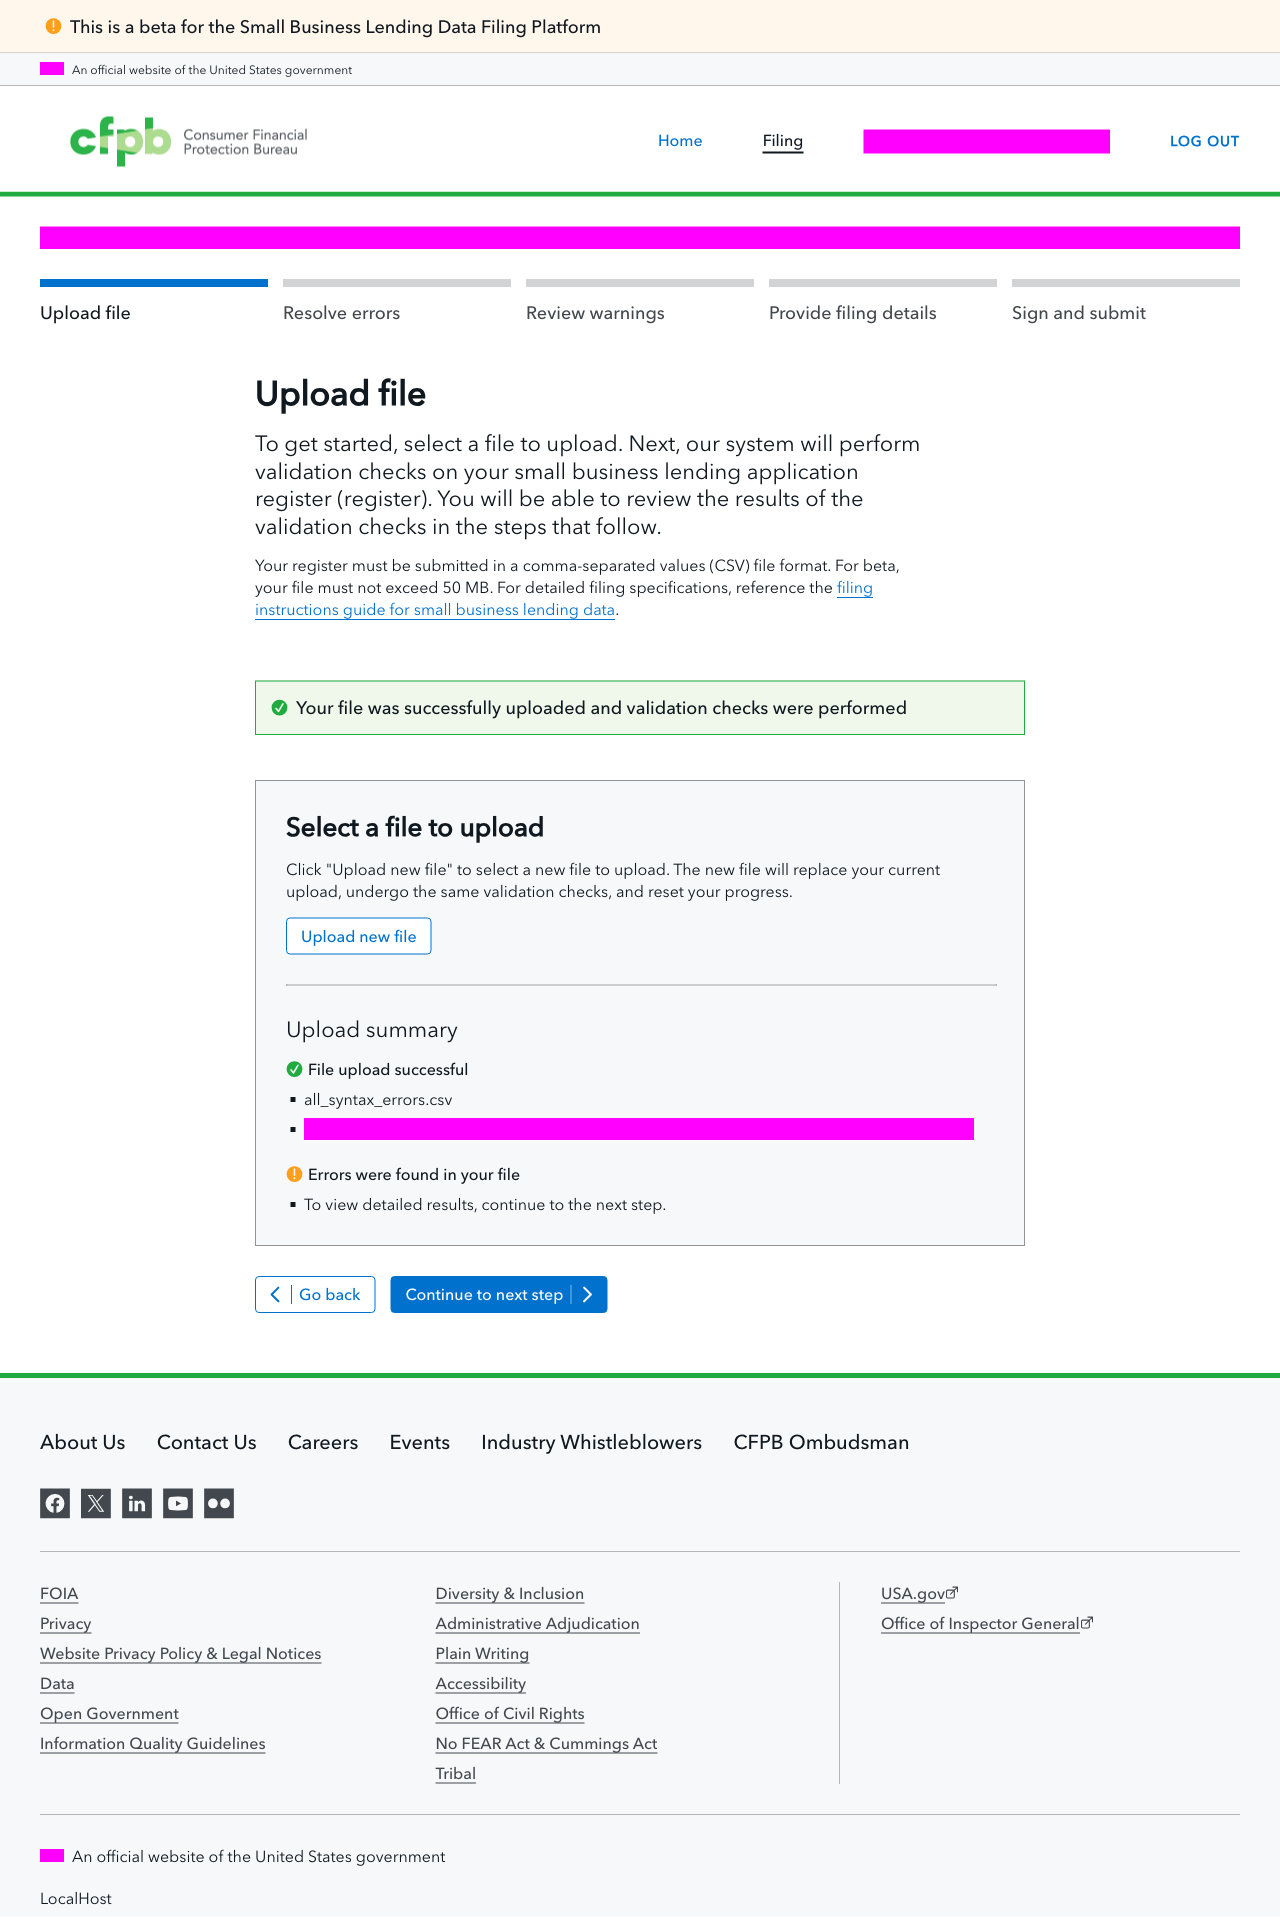 This is a beta for the Small Business Lending Data Filing Platform
An official website of the United States government
cfpb Consumer Financial
Protection Bureau
Home
Filing
LOG OUT
Upload file
Resolve errors
Review warnings
Provide filing details
Sign and submit
Upload file
To get started, select a file to upload. Next, our system will perform
validation checks on your small business lending application
register (register). You will be able to review the results of the
validation checks in the steps that follow.
Your register must be submitted in a comma-separated values (CSV) file format. For beta,
your file must not exceed 50 MB. For detailed filing specifications, reference the filing
instructions guide for small business lending data.
Your file was successfully uploaded and validation checks were performed
Select a file to upload
Click "Upload new file" to select a new file to upload. The new file will replace your current
upload, undergo the same validation checks, and reset your progress.
Upload new file
Upload summary
File upload successful
all_syntax_errors.csv
Errors were found in your file
To view detailed results, continue to the next step.
Go back
Continue to next step
About Us
Contact Us
Careers
Events
Industry Whistleblowers
CFPB Ombudsman
FOIA
Privacy
Website Privacy Policy & Legal Notices
Data
Open Government
Information Quality Guidelines
Diversity & Inclusion
Administrative Adjudication
Plain Writing
Accessibility
Office of Civil Rights
No FEAR Act & Cummings Act
Tribal
USA.gov
Office of Inspector General
An official website of the United States government
LocalHost